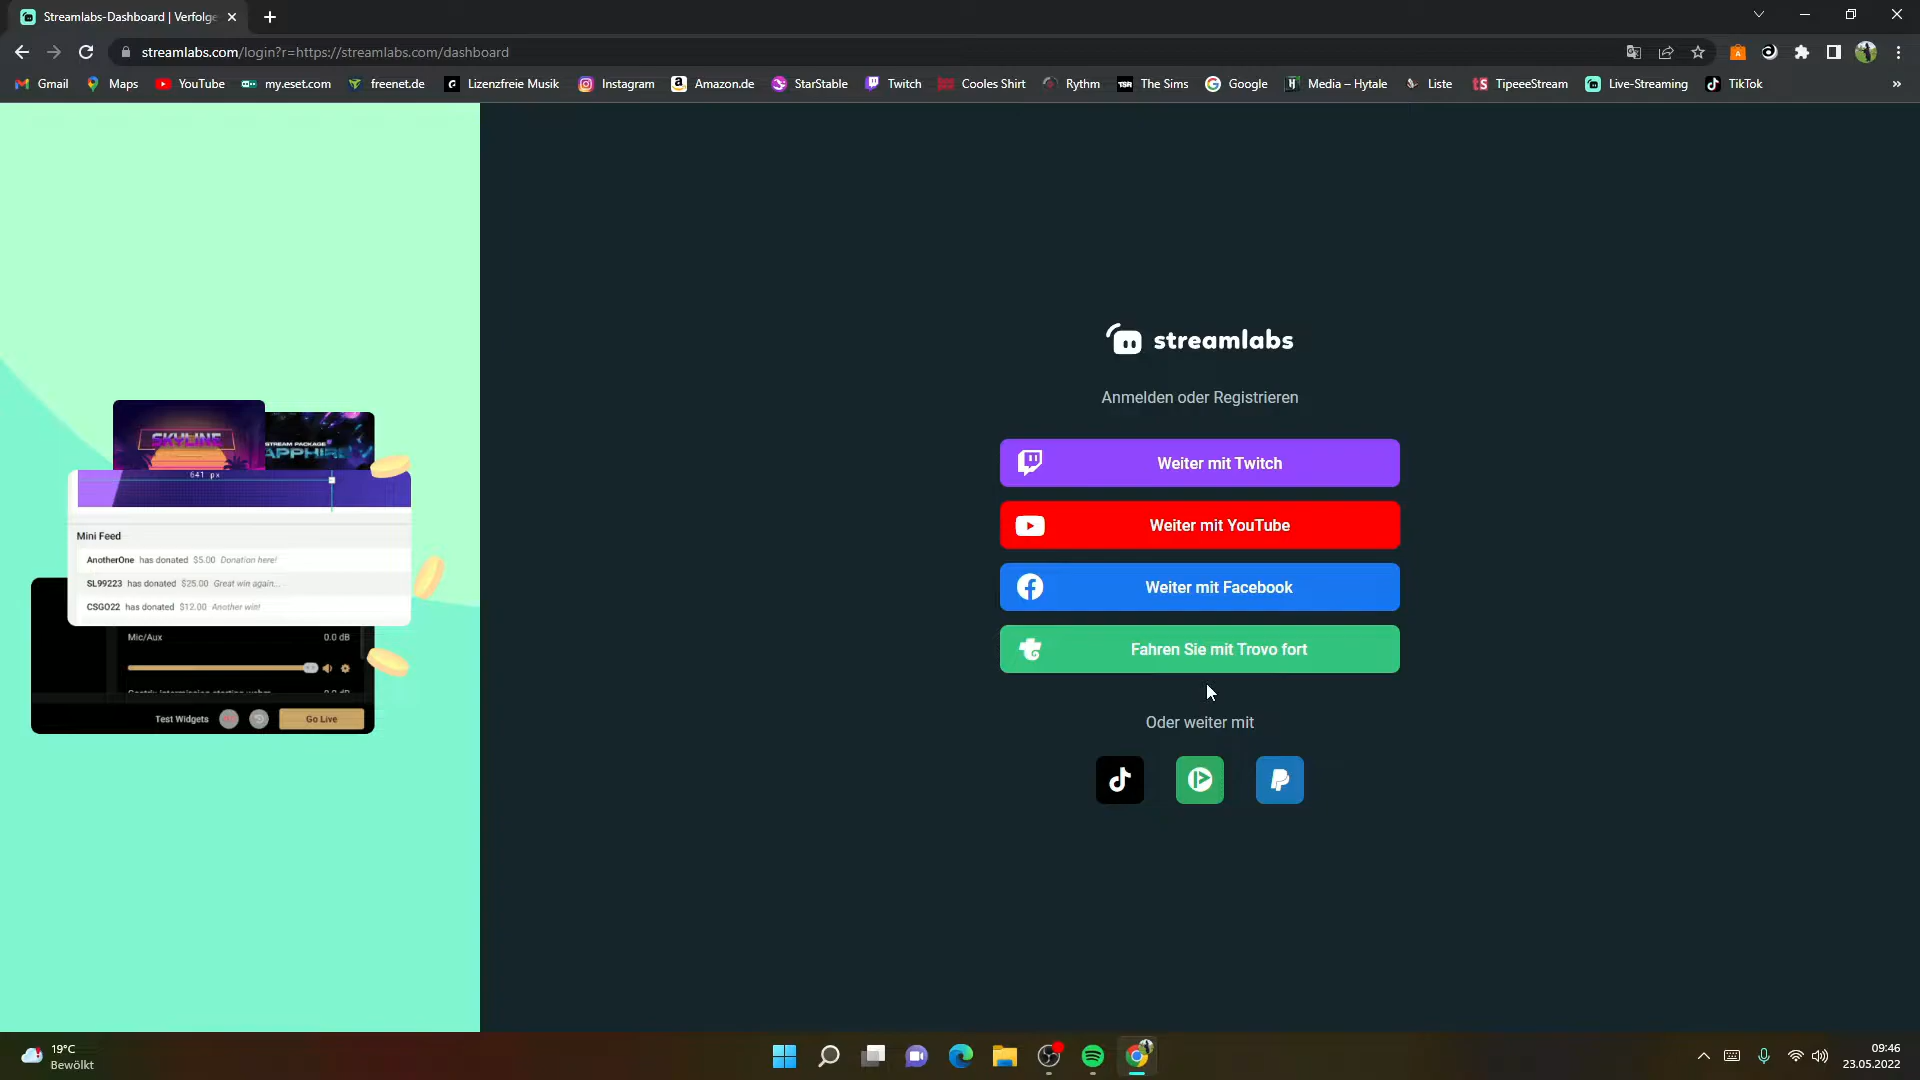 Streamlabs-Dashboard | Verfolge
streamlabs.com/login?r=https://streamlabs.com/dashboard
Gmail
Maps
YouTube
my.eset.com
freenet.de
Lizenzfreie Musik
Instagram
Amazon.de
StarStable
Twitch
Cooles Shirt
Rythm
The Sims
Google
Media – Hytale
Liste
TipeeeStream
Live-Streaming
TikTok
SKYLINE
STREAM PACKAGE
641 px
Mini Feed
AnotherOne has donated $5.00 Donation here!
SL99223 has donated $25.00 Great win again...
CSGO22 has donated $12.00 Another win!
Mic/Aux 0.0 dB
Test Widgets
Go Live
streamlabs
Anmelden oder Registrieren
Weiter mit Twitch
Weiter mit YouTube
Weiter mit Facebook
Fahren Sie mit Trovo fort
Oder weiter mit
19°C
Bewölkt
09:46
23.05.2022